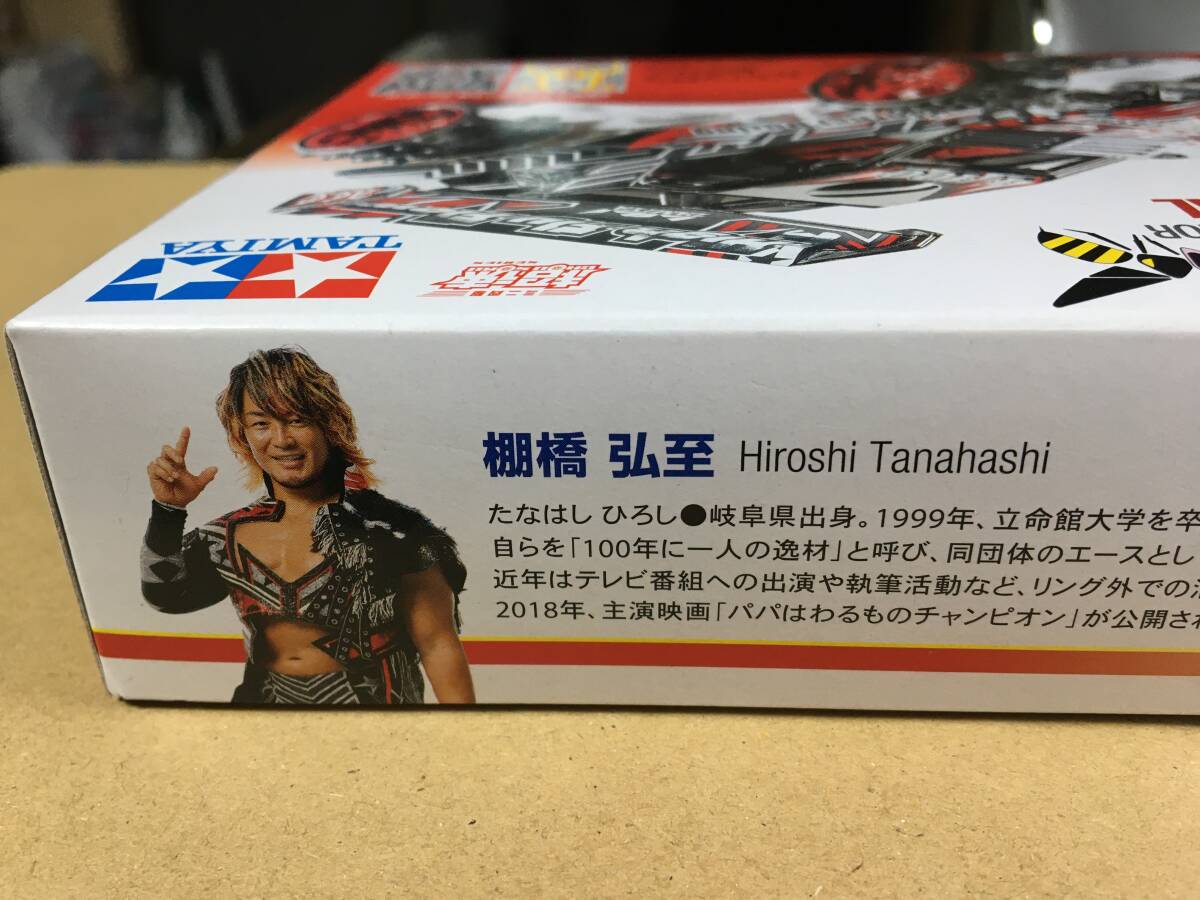 TAMIYA
OR
棚橋 弘至 Hiroshi Tanahashi
たなはし ひろし●岐阜県出身。1999年、立命館大学を卒
自らを「100年に一人の逸材」と呼び、同団体のエースとし
近年はテレビ番組への出演や執筆活動など、リング外での
2018年、主演映画「パパはわるものチャンピオン」が公開され